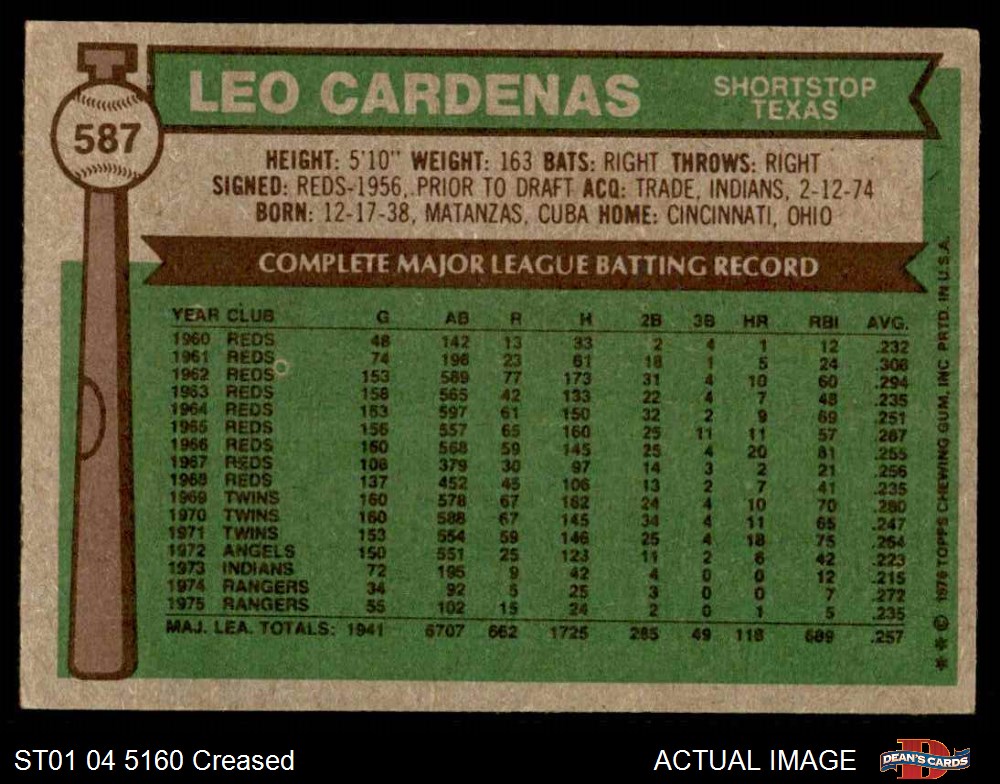 587
LEO CARDENAS
SHORTSTOP
TEXAS
HEIGHT: 5'10" WEIGHT: 163 BATS: RIGHT THROWS: RIGHT
SIGNED: REDS-1956, PRIOR TO DRAFT ACQ: TRADE, INDIANS, 2-12-74
BORN: 12-17-38, MATANZAS, CUBA HOME: CINCINNATI, OHIO
COMPLETE MAJOR LEAGUE BATTING RECORD
YEAR CLUB G AB R H 2B 3B HR RBI AVG.
1960 REDS 48 142 13 33 2 4 1 12 .232
1961 REDS 74 198 23 61 18 1 5 24 .308
1962 REDS 153 589 77 173 31 4 10 60 .294
1963 REDS 158 565 42 133 22 4 7 48 .235
1964 REDS 163 597 61 150 32 2 9 69 .251
1965 REDS 156 557 65 160 25 11 11 57 .287
1966 REDS 160 568 59 145 25 4 20 81 .255
1967 REDS 106 379 30 97 14 3 2 21 .256
1968 REDS 137 452 45 106 13 2 7 41 .235
1969 TWINS 160 578 67 162 24 4 10 70 .280
1970 TWINS 160 588 67 145 34 4 11 65 .247
1971 TWINS 153 554 59 146 25 4 18 75 .264
1972 ANGELS 150 551 25 123 11 2 6 42 .223
1973 INDIANS 72 195 9 42 4 0 0 12 .215
1974 RANGERS 34 92 5 25 3 0 0 7 .272
1975 RANGERS 55 102 15 24 2 0 1 5 .235
MAJ. LEA. TOTALS: 1941 6707 662 1725 285 49 118 689 .257
* * © 1976 TOPPS CHEWING GUM, INC. PRTD. IN U.S.A.
ST01 04 5160 Creased
ACTUAL IMAGE
D
DEAN'S CARDS